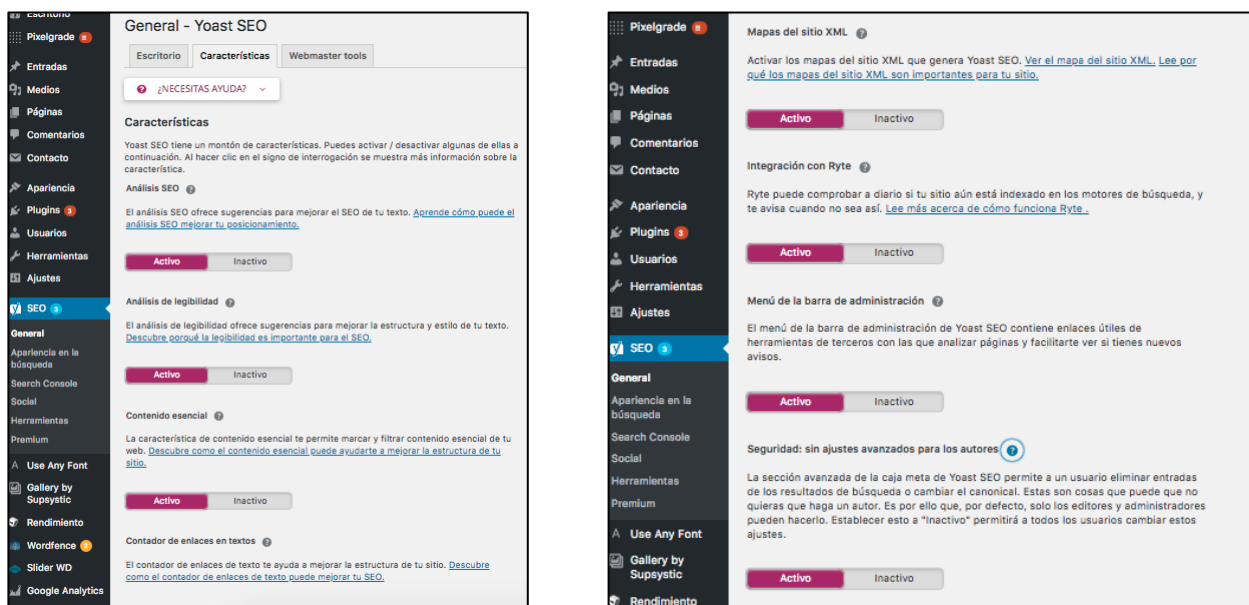 Escritorio
Pixelgrade 8
Entradas
Medios
Páginas
Comentarios
Contacto
Apariencia
Plugins 3
Usuarios
Herramientas
Ajustes
SEO 3
General
Apariencia en la
búsqueda
Search Console
Social
Herramientas
Premium
Use Any Font
Gallery by
Supsystic
Rendimiento
Wordfence 2
Slider WD
Google Analytics
General - Yoast SEO
Escritorio Características Webmaster tools
¿NECESITAS AYUDA?
Características
Yoast SEO tiene un montón de características. Puedes activar / desactivar algunas de ellas a
continuación. Al hacer clic en el signo de interrogación se muestra más información sobre la
característica.
Análisis SEO
El análisis SEO ofrece sugerencias para mejorar el SEO de tu texto. Aprende cómo puede el
análisis SEO mejorar tu posicionamiento.
Activo Inactivo
Análisis de legibilidad
El análisis de legibilidad ofrece sugerencias para mejorar la estructura y estilo de tu texto.
Descubre porqué la legibilidad es importante para el SEO.
Activo Inactivo
Contenido esencial
La característica de contenido esencial te permite marcar y filtrar contenido esencial de tu
web. Descubre como el contenido esencial puede ayudarte a mejorar la estructura de tu
sitio.
Activo Inactivo
Contador de enlaces en textos
El contador de enlaces de texto te ayuda a mejorar la estructura de tu sitio. Descubre
como el contador de enlaces de texto puede mejorar tu SEO.
Pixelgrade 8
Entradas
Medios
Páginas
Comentarios
Contacto
Apariencia
Plugins 3
Usuarios
Herramientas
Ajustes
SEO 3
General
Apariencia en la
búsqueda
Search Console
Social
Herramientas
Premium
Use Any Font
Gallery by
Supsystic
Rendimiento
Mapas del sitio XML
Activar los mapas del sitio XML que genera Yoast SEO. Ver el mapa del sitio XML. Lee por
qué los mapas del sitio XML son importantes para tu sitio.
Activo Inactivo
Integración con Ryte
Ryte puede comprobar a diario si tu sitio aún está indexado en los motores de búsqueda, y
te avisa cuando no sea así. Lee más acerca de cómo funciona Ryte .
Activo Inactivo
Menú de la barra de administración
El menú de la barra de administración de Yoast SEO contiene enlaces útiles de
herramientas de terceros con las que analizar páginas y facilitarte ver si tienes nuevos
avisos.
Activo Inactivo
Seguridad: sin ajustes avanzados para los autores
La sección avanzada de la caja meta de Yoast SEO permite a un usuario eliminar entradas
de los resultados de búsqueda o cambiar el canonical. Estas son cosas que puede que no
quieras que haga un autor. Es por ello que, por defecto, solo los editores y administradores
pueden hacerlo. Establecer esto a "Inactivo" permitirá a todos los usuarios cambiar estos
ajustes.
Activo Inactivo